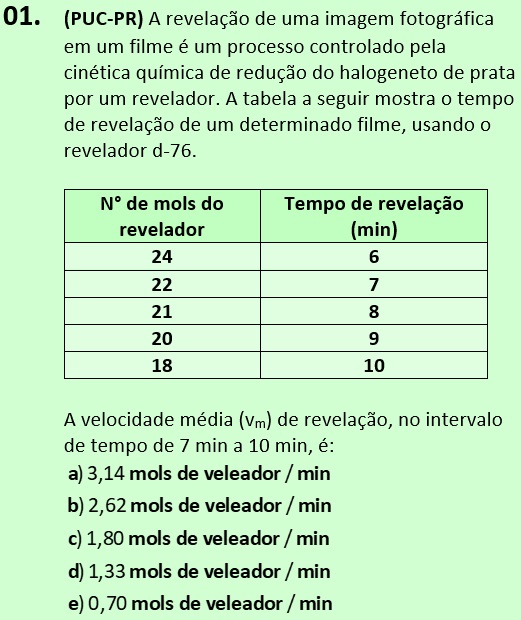 01. (PUC-PR) A revelação de uma imagem fotográfica
em um filme é um processo controlado pela
cinética química de redução do halogeneto de prata
por um revelador. A tabela a seguir mostra o tempo
de revelação de um determinado filme, usando o
revelador d-76.
N° de mols do revelador Tempo de revelação (min)
24 6
22 7
21 8
20 9
18 10
A velocidade média (vm) de revelação, no intervalo
de tempo de 7 min a 10 min, é:
a) 3,14 mols de veleador / min
b) 2,62 mols de veleador / min
c) 1,80 mols de veleador / min
d) 1,33 mols de veleador / min
e) 0,70 mols de veleador / min